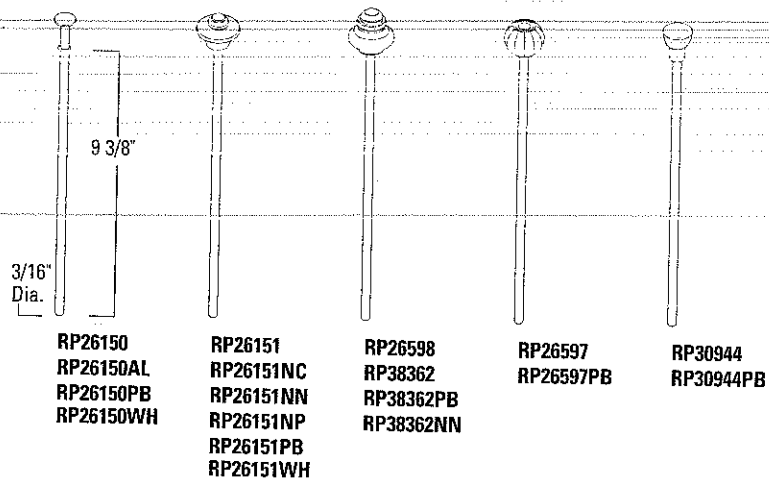 9 3/8"
3/16"
Dia.
RP26150
RP26150AL
RP26150PB
RP26150WH
RP26151
RP26151NC
RP26151NN
RP26151NP
RP26151PB
RP26151WH
RP26598
RP38362
RP38362PB
RP38362NN
RP26597
RP26597PB
RP30944
RP30944PB